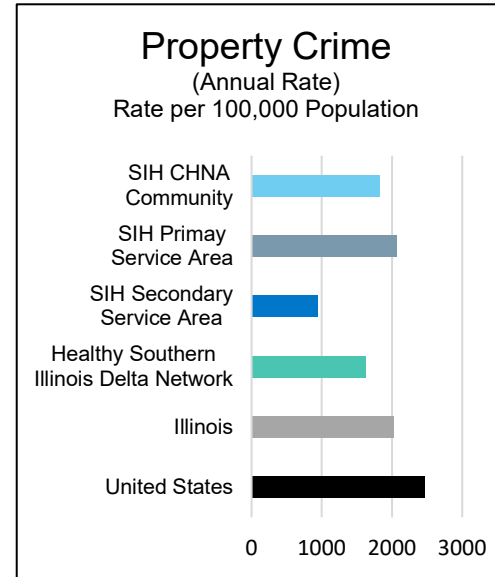 Property Crime
(Annual Rate)
Rate per 100,000 Population
SIH CHNA
Community
SIH Primay
Service Area
SIH Secondary
Service Area
Healthy Southern
Illinois Delta Network
Illinois
United States
0 1000 2000 3000